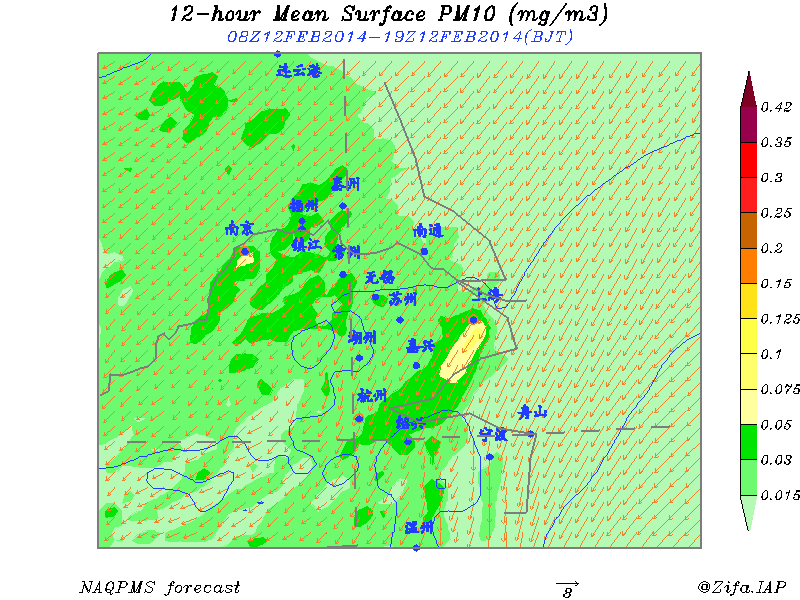 12-hour Mean Surface PM10 (mg/m3)
08Z12FEB2014-19Z12FEB2014(BJT)
连云港
0.42
0.35
泰州
0.3
扬州
0.25
南京
南通
镇江
常州
0.2
无锡
0.15
苏州
上海
0.125
湖州
嘉兴
0.1
0.075
杭州
舟山
绍兴
0.05
宁波
0.03
0.015
温州
NAQPMS forecast
8
@Zifa.IAP